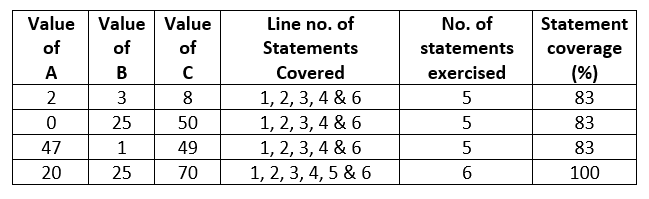 Value of A | Value of B | Value of C | Line no. of Statements Covered | No. of statements exercised | Statement coverage (%)
2 | 3 | 8 | 1, 2, 3, 4 & 6 | 5 | 83
0 | 25 | 50 | 1, 2, 3, 4 & 6 | 5 | 83
47 | 1 | 49 | 1, 2, 3, 4 & 6 | 5 | 83
20 | 25 | 70 | 1, 2, 3, 4, 5 & 6 | 6 | 100